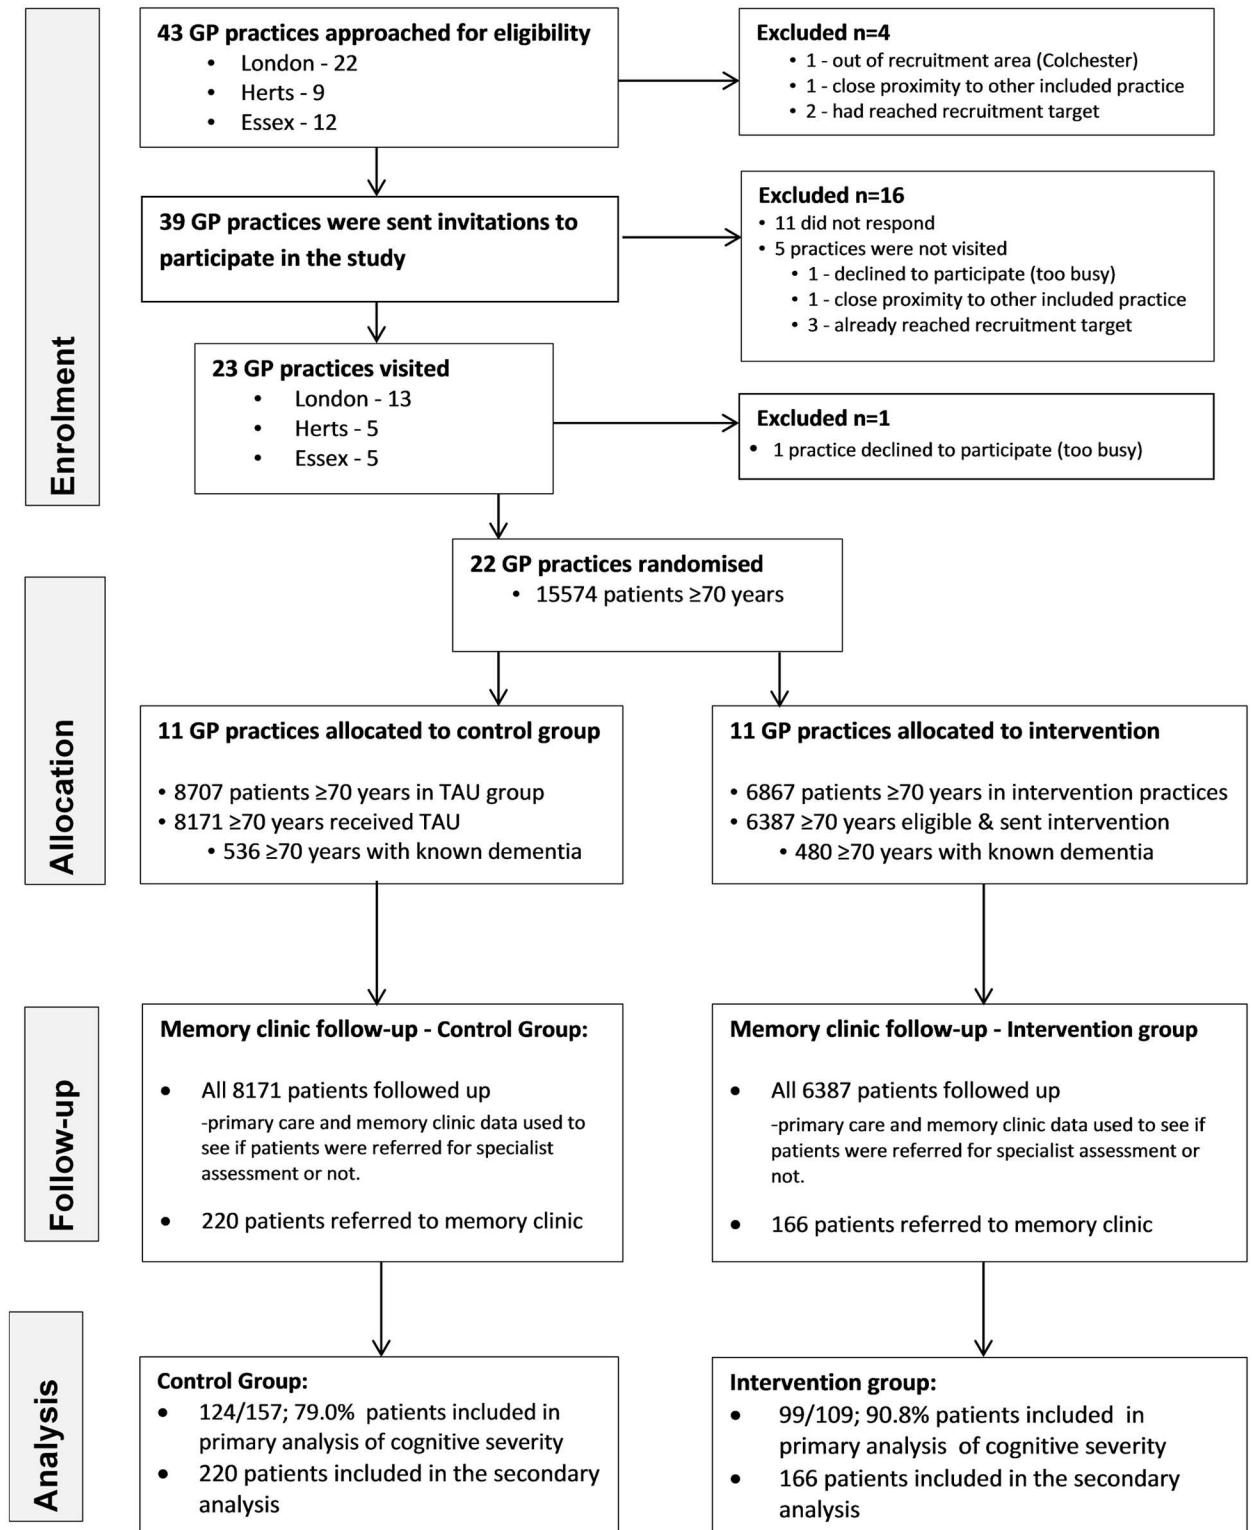 Enrolment
43 GP practices approached for eligibility
• London - 22
• Herts - 9
• Essex - 12
Excluded n=4
• 1 - out of recruitment area (Colchester)
• 1 - close proximity to other included practice
• 2 - had reached recruitment target
39 GP practices were sent invitations to
participate in the study
Excluded n=16
• 11 did not respond
• 5 practices were not visited
• 1 - declined to participate (too busy)
• 1 - close proximity to other included practice
• 3 - already reached recruitment target
23 GP practices visited
• London - 13
• Herts - 5
• Essex - 5
Excluded n=1
• 1 practice declined to participate (too busy)
22 GP practices randomised
• 15574 patients ≥70 years
Allocation
11 GP practices allocated to control group
• 8707 patients ≥70 years in TAU group
• 8171 ≥70 years received TAU
• 536 ≥70 years with known dementia
11 GP practices allocated to intervention
• 6867 patients ≥70 years in intervention practices
• 6387 ≥70 years eligible & sent intervention
• 480 ≥70 years with known dementia
Follow-up
Memory clinic follow-up - Control Group:
• All 8171 patients followed up
-primary care and memory clinic data used to
see if patients were referred for specialist
assessment or not.
• 220 patients referred to memory clinic
Memory clinic follow-up - Intervention group
• All 6387 patients followed up
-primary care and memory clinic data used to see if
patients were referred for specialist assessment or
not.
• 166 patients referred to memory clinic
Analysis
Control Group:
• 124/157; 79.0% patients included in
primary analysis of cognitive severity
• 220 patients included in the secondary
analysis
Intervention group:
• 99/109; 90.8% patients included in
primary analysis of cognitive severity
• 166 patients included in the secondary
analysis